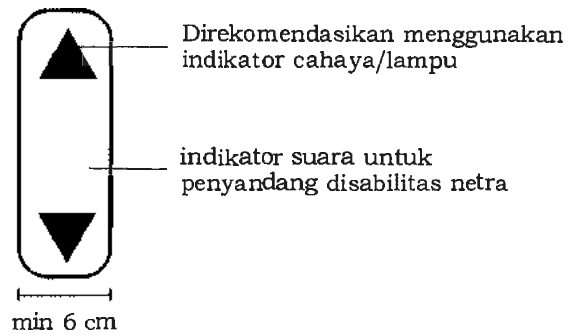 Direkomendasikan menggunakan
indikator cahaya/lampu
indikator suara untuk
penyandang disabilitas netra
min 6 cm